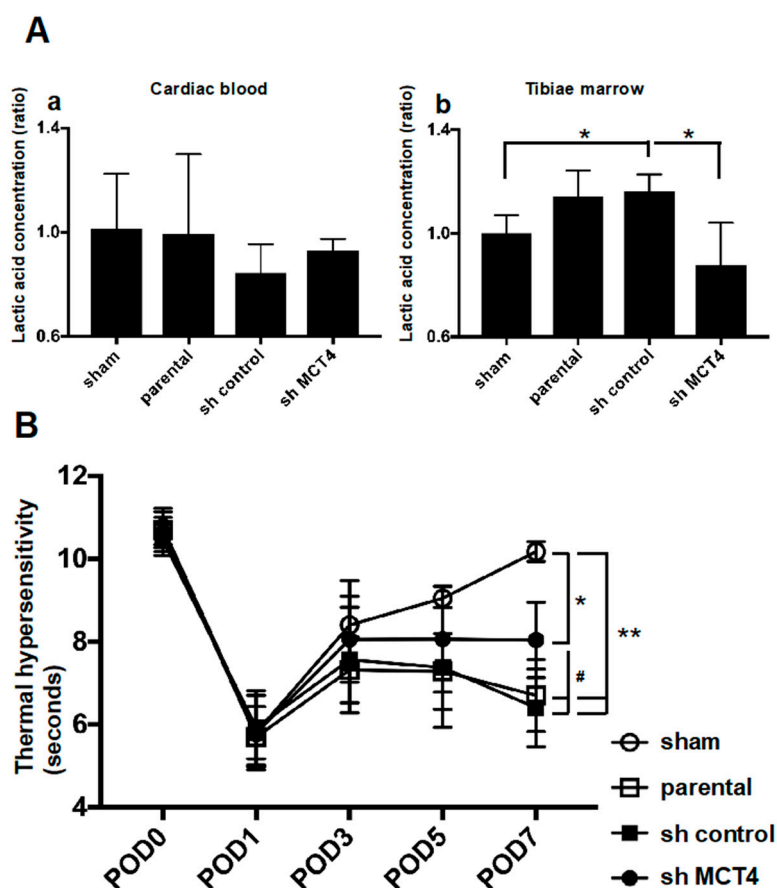 A
a
Cardiac blood
Lactic acid concentration (ratio)
1.4
1.0
0.6
sham
parental
sh control
sh MCT4
b
Tibiae marrow
Lactic acid concentration (ratio)
1.4
1.0
0.6
*
*
sham
parental
sh control
sh MCT4
B
Thermal hypersensitivity
(seconds)
12
10
8
6
4
POD0
POD1
POD3
POD5
POD7
*
**
#
sham
parental
sh control
sh MCT4